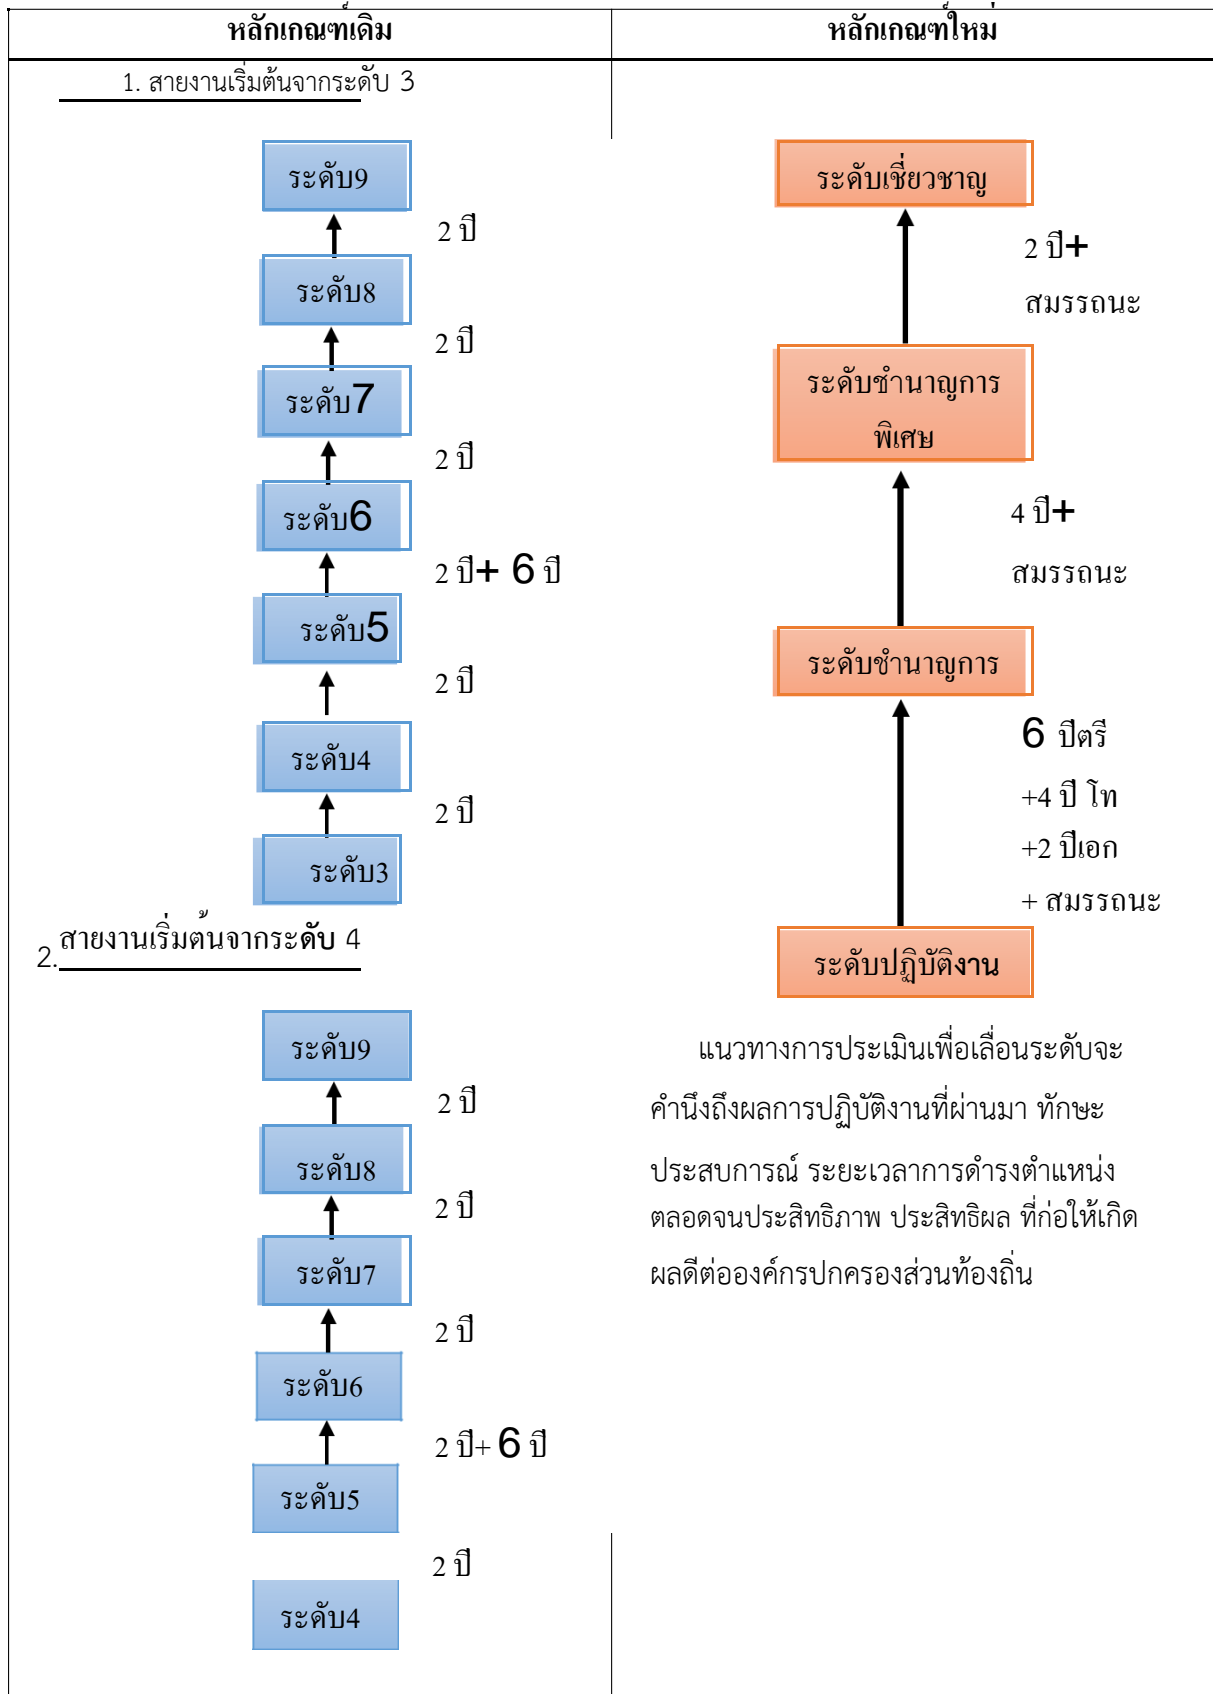 หลักเกณฑ์เดิม
หลักเกณฑ์ใหม่
1. สายงานเริ่มต้นจากระดับ 3
ระดับ9
2 ปี
ระดับ8
2 ปี
ระดับ7
2 ปี
ระดับ6
2 ปี+ 6 ปี
ระดับ5
2 ปี
ระดับ4
2 ปี
ระดับ3
2. สายงานเริ่มต้นจากระดับ 4
ระดับ9
2 ปี
ระดับ8
2 ปี
ระดับ7
2 ปี
ระดับ6
2 ปี+ 6 ปี
ระดับ5
2 ปี
ระดับ4
ระดับเชี่ยวชาญ
2 ปี+
สมรรถนะ
ระดับชำนาญการ
พิเศษ
4 ปี+
สมรรถนะ
ระดับชำนาญการ
6 ปีตรี
+4 ปี โท
+2 ปีเอก
+ สมรรถนะ
ระดับปฏิบัติงาน
แนวทางการประเมินเพื่อเลื่อนระดับจะ
คำนึงถึงผลการปฏิบัติงานที่ผ่านมา ทักษะ
ประสบการณ์ ระยะเวลาการดำรงตำแหน่ง
ตลอดจนประสิทธิภาพ ประสิทธิผล ที่ก่อให้เกิด
ผลดีต่อองค์กรปกครองส่วนท้องถิ่น